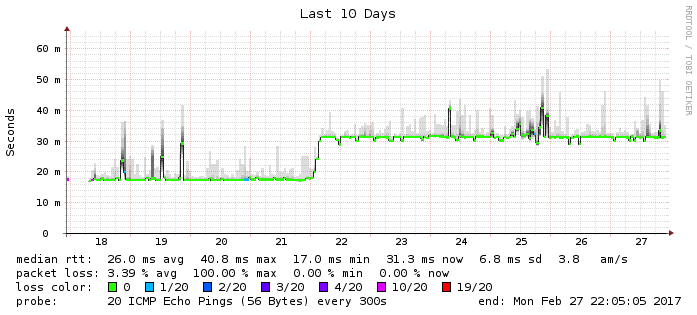 Last 10 Days
RRDTOOL / TOBI OETIKER
Seconds
60 m
50 m
40 m
30 m
20 m
10 m
0
18 19 20 21 22 23 24 25 26 27
median rtt: 26.0 ms avg 40.8 ms max 17.0 ms min 31.3 ms now 6.8 ms sd 3.8 am/s
packet loss: 3.39 % avg 100.00 % max 0.00 % min 0.00 % now
loss color: 0 1/20 2/20 3/20 4/20 10/20 19/20
probe: 20 ICMP Echo Pings (56 Bytes) every 300s end: Mon Feb 27 22:05:05 2017